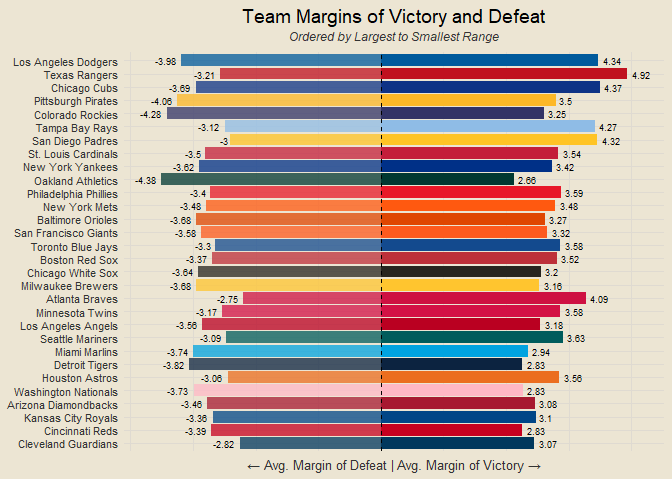 Team Margins of Victory and Defeat
Ordered by Largest to Smallest Range
Los Angeles Dodgers -3.98 4.34
Texas Rangers -3.21 4.92
Chicago Cubs -3.69 4.37
Pittsburgh Pirates -4.06 3.5
Colorado Rockies -4.28 3.25
Tampa Bay Rays -3.12 4.27
San Diego Padres -3 4.32
St. Louis Cardinals -3.5 3.54
New York Yankees -3.62 3.42
Oakland Athletics -4.38 2.66
Philadelphia Phillies -3.4 3.59
New York Mets -3.48 3.48
Baltimore Orioles -3.68 3.27
San Francisco Giants -3.58 3.32
Toronto Blue Jays -3.3 3.58
Boston Red Sox -3.37 3.52
Chicago White Sox -3.64 3.2
Milwaukee Brewers -3.68 3.16
Atlanta Braves -2.75 4.09
Minnesota Twins -3.17 3.58
Los Angeles Angels -3.56 3.18
Seattle Mariners -3.09 3.63
Miami Marlins -3.74 2.94
Detroit Tigers -3.82 2.83
Houston Astros -3.06 3.56
Washington Nationals -3.73 2.83
Arizona Diamondbacks -3.46 3.08
Kansas City Royals -3.36 3.1
Cincinnati Reds -3.39 2.83
Cleveland Guardians -2.82 3.07
← Avg. Margin of Defeat | Avg. Margin of Victory →